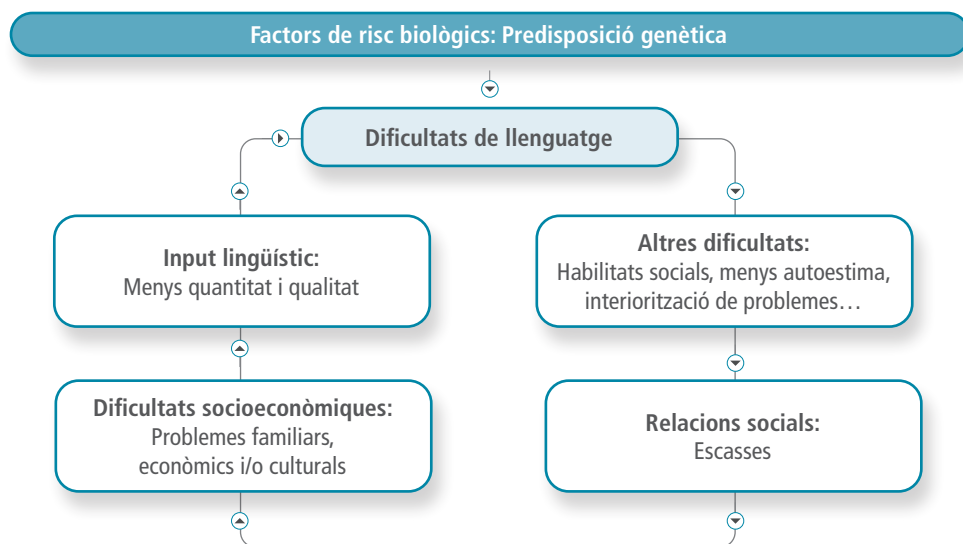 Factors de risc biològics: Predisposició genètica
Dificultats de llenguatge
Input lingüístic:
Menys quantitat i qualitat
Altres dificultats:
Habilitats socials, menys autoestima,
interiorització de problemes…
Dificultats socioeconòmiques:
Problemes familiars,
econòmics i/o culturals
Relacions socials:
Escasses